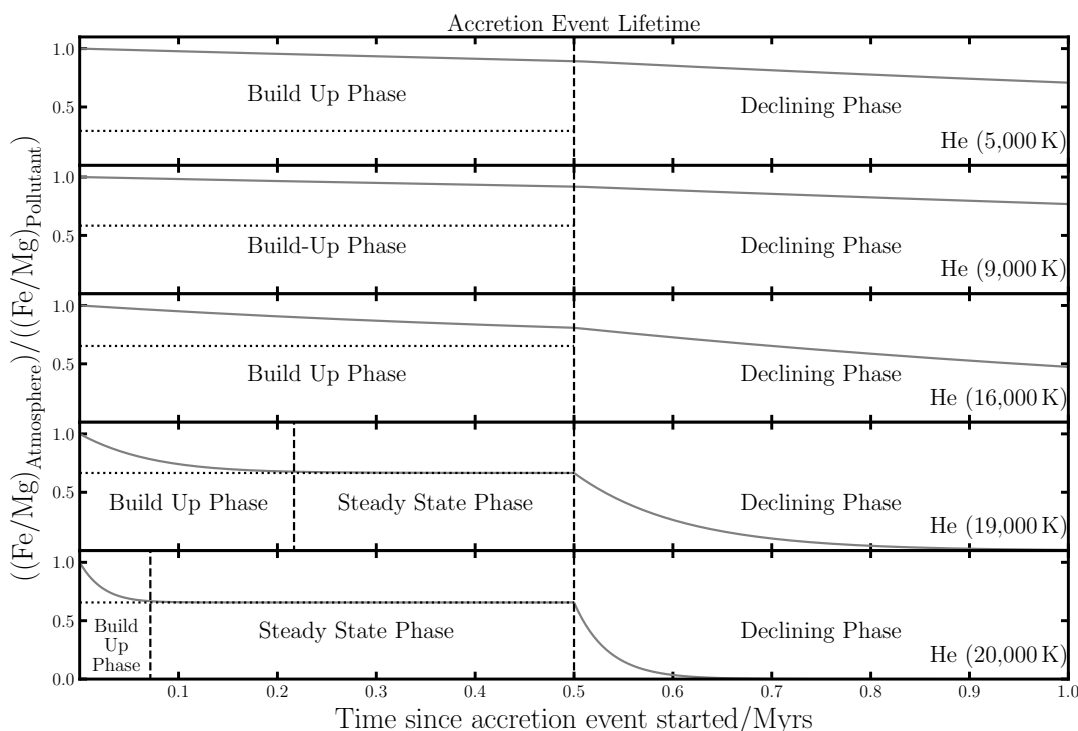 Accretion Event Lifetime
((Fe/Mg)Atmosphere)/((Fe/Mg)Pollutant)
1.0
0.5
Build Up Phase
Declining Phase
He (5,000 K)
1.0
0.5
Build-Up Phase
Declining Phase
He (9,000 K)
1.0
0.5
Build Up Phase
Declining Phase
He (16,000 K)
1.0
0.5
Build Up Phase
Steady State Phase
Declining Phase
He (19,000 K)
1.0
0.5
0.0
Build
Up
Phase
Steady State Phase
Declining Phase
He (20,000 K)
0.1 0.2 0.3 0.4 0.5 0.6 0.7 0.8 0.9 1.0
Time since accretion event started/Myrs